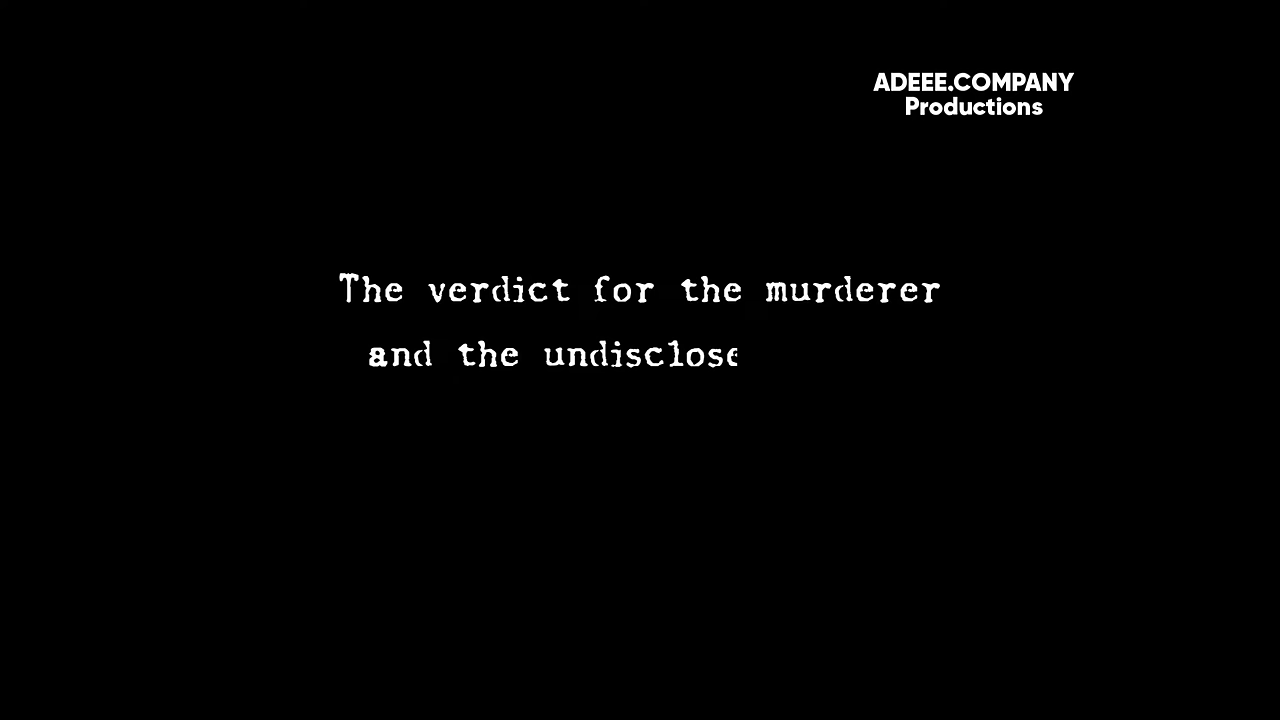 ADEEE.COMPANY
Productions
The verdict for the murderer
and the undisclose